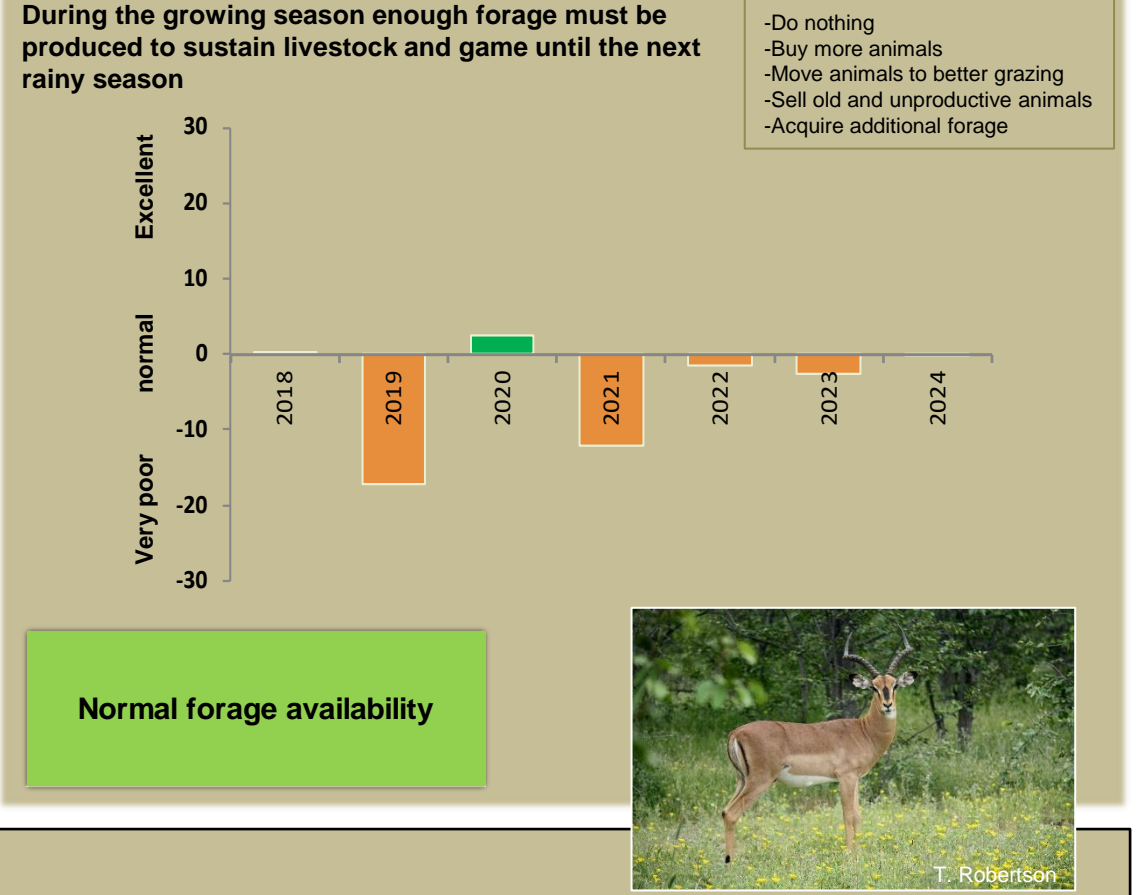 During the growing season enough forage must be
produced to sustain livestock and game until the next
rainy season
-Do nothing
-Buy more animals
-Move animals to better grazing
-Sell old and unproductive animals
-Acquire additional forage
Excellent
normal
Very poor
30
20
10
0
-10
-20
-30
2018
2019
2020
2021
2022
2023
2024
Normal forage availability
T. Robertson